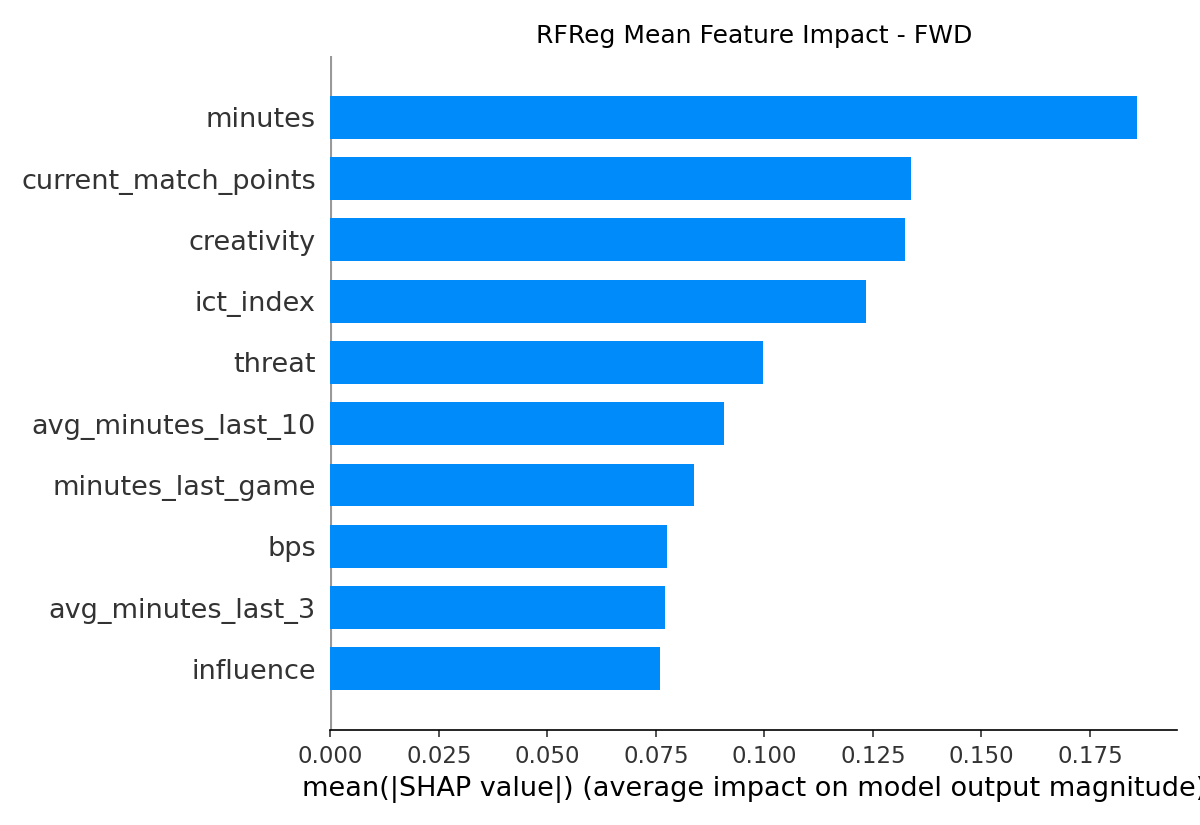 RFReg Mean Feature Impact - FWD
minutes
current_match_points
creativity
ict_index
threat
avg_minutes_last_10
minutes_last_game
bps
avg_minutes_last_3
influence
0.000 0.025 0.050 0.075 0.100 0.125 0.150 0.175
mean(|SHAP value|) (average impact on model output magnitude)